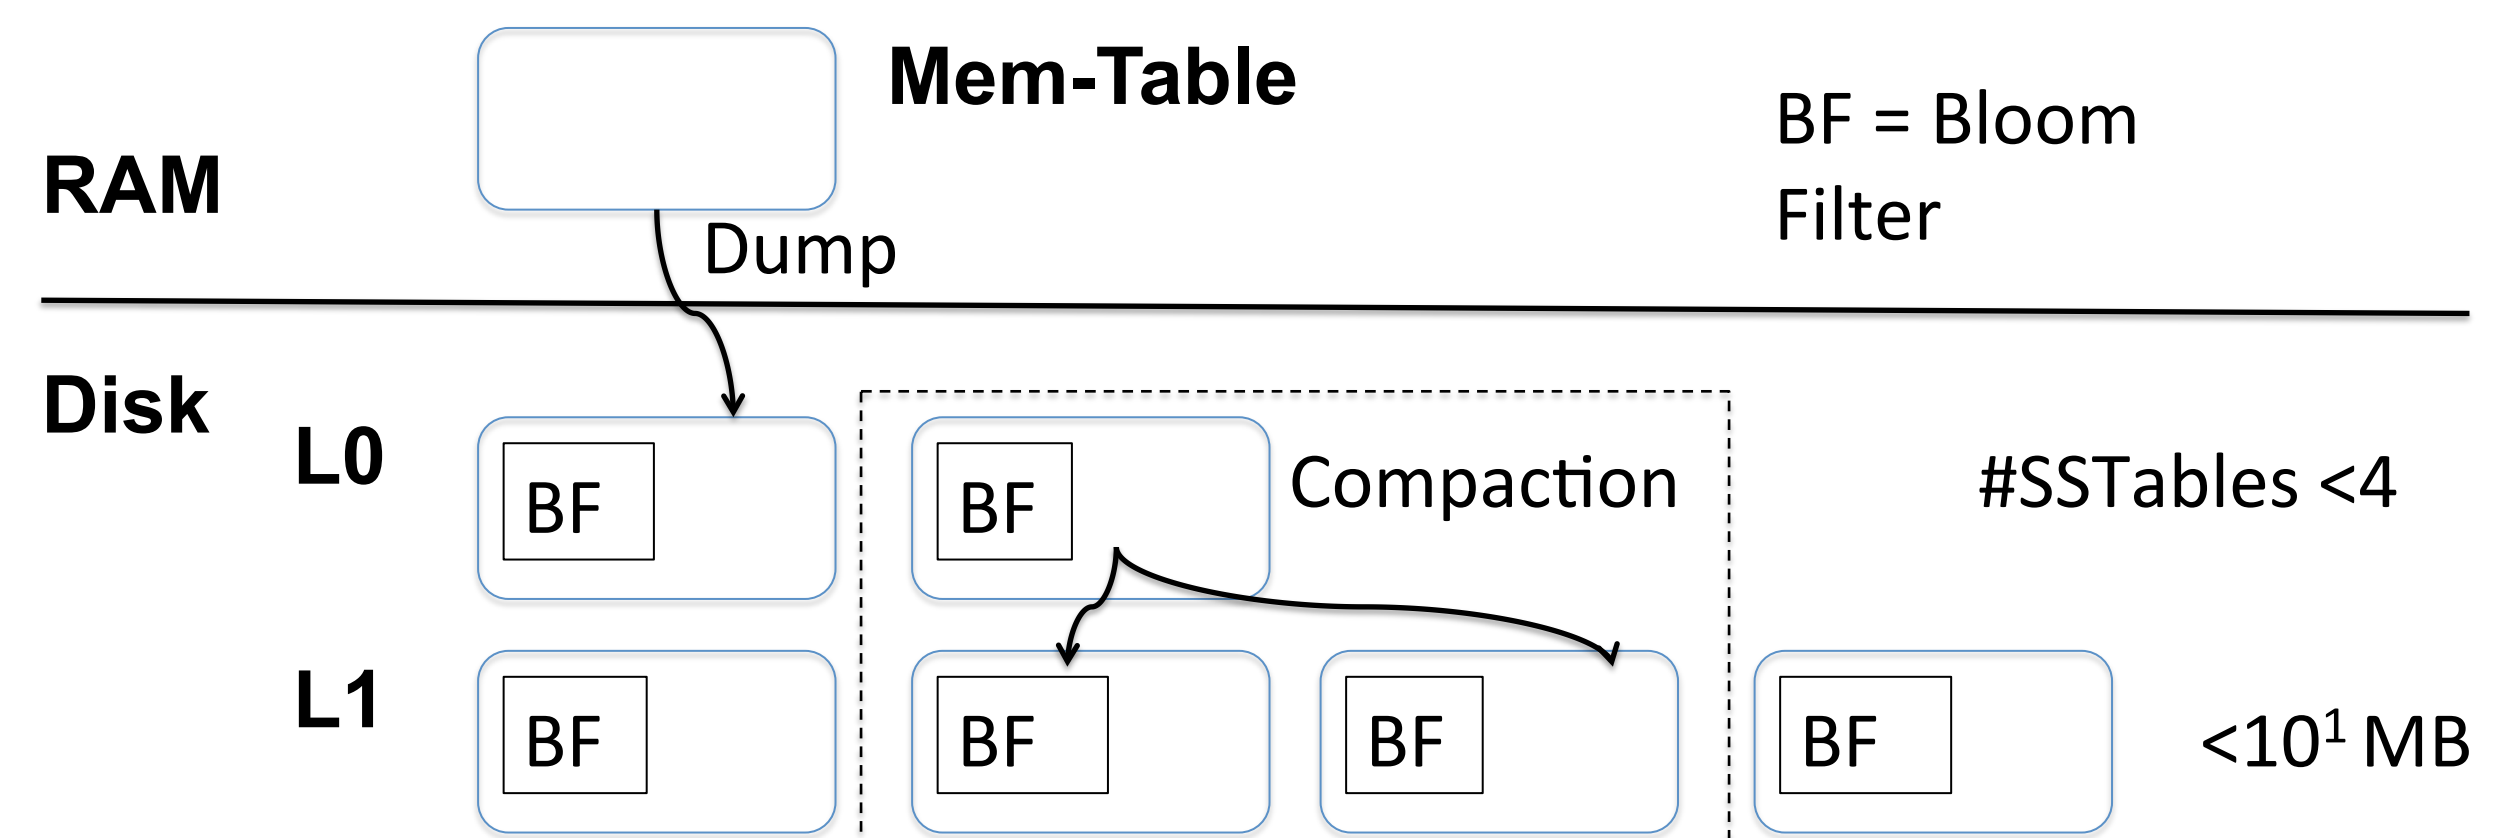 Mem-Table
BF = Bloom
Filter
RAM
Dump
Disk
L0
BF
BF
Compaction
#SSTables <4
L1
BF
BF
BF
BF
<10¹ MB